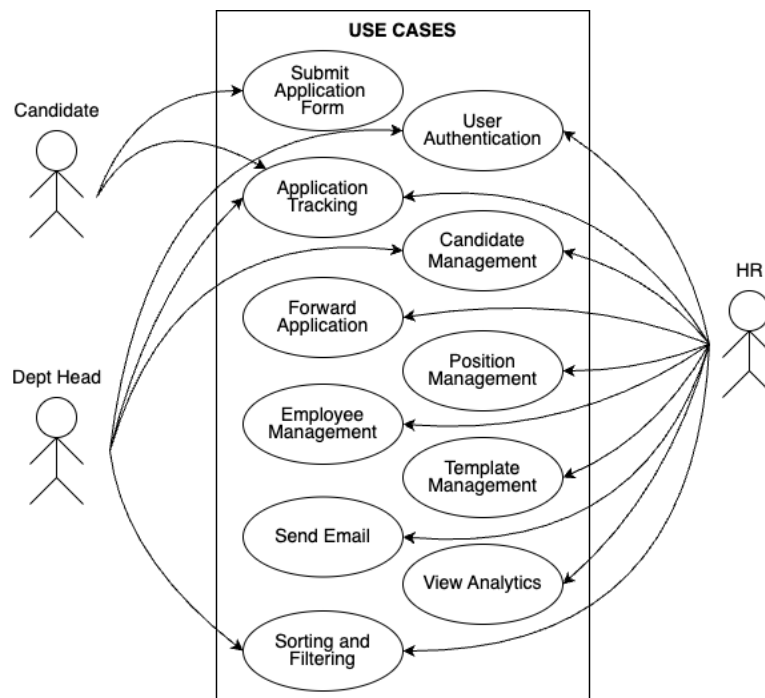 USE CASES
Submit
Application
Form
Candidate
User
Authentication
Application
Tracking
Candidate
Management
HR
Forward
Application
Position
Management
Dept Head
Employee
Management
Template
Management
Send Email
View Analytics
Sorting and
Filtering